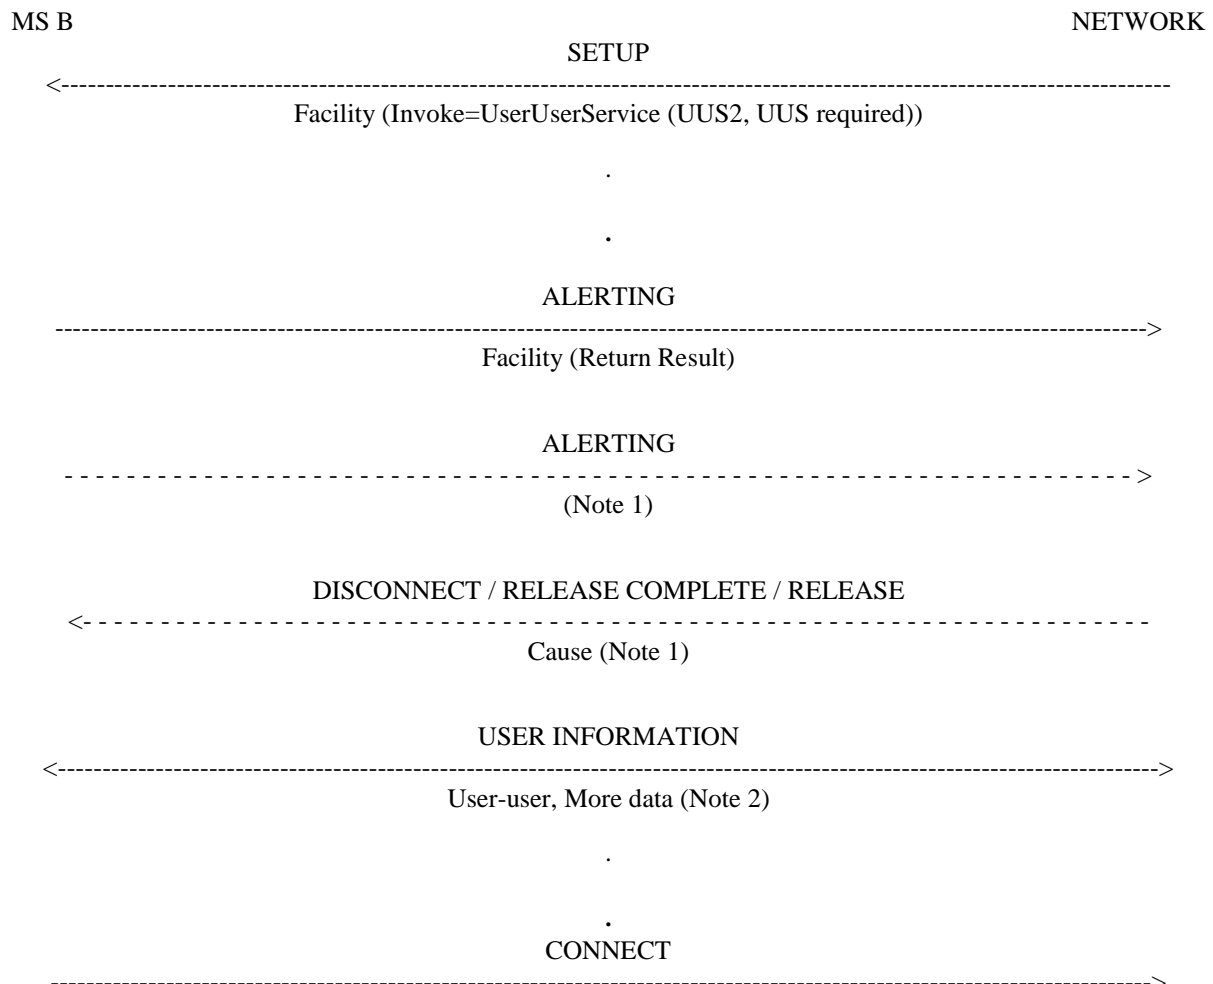 MS B NETWORK
SETUP
<------------------------------------------------------------------------------------------------------------------------------
Facility (Invoke=UserUserService (UUS2, UUS required))
.
.
ALERTING
---------------------------------------------------------------------------------------------------------------------------->
Facility (Return Result)
ALERTING
- - - - - - - - - - - - - - - - - - - - - - - - - - - - - - - - - - - - - - - - - - - - - - - - - - - - - - - - - - - - - - - - - - - - - >
(Note 1)
DISCONNECT / RELEASE COMPLETE / RELEASE
<- - - - - - - - - - - - - - - - - - - - - - - - - - - - - - - - - - - - - - - - - - - - - - - - - - - - - - - - - - - - - - - - - - - - -
Cause (Note 1)
USER INFORMATION
<----------------------------------------------------------------------------------------------------------------------------->
User-user, More data (Note 2)
.
.
CONNECT
----------------------------------------------------------------------------------------------------------------------------->